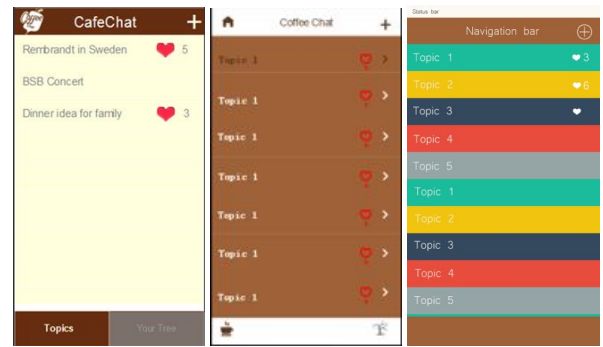 CafeChat +
Rembrandt in Sweden 5
BSB Concert
Dinner idea for family 3
Topics Your Tree
Coffee Chat +
Topic 1
Topic 1
Topic 1
Topic 1
Topic 1
Topic 1
Topic 1
Status bar
Navigation bar
Topic 1 3
Topic 2 6
Topic 3
Topic 4
Topic 5
Topic 1
Topic 2
Topic 3
Topic 4
Topic 5